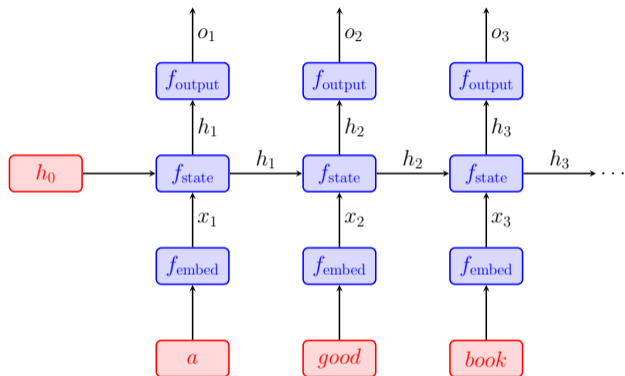 o₁ o₂ o₃
f_output f_output f_output
h₁ h₂ h₃
h₀ f_state h₁ f_state h₂ f_state h₃ ···
x₁ x₂ x₃
f_embed f_embed f_embed
a good book